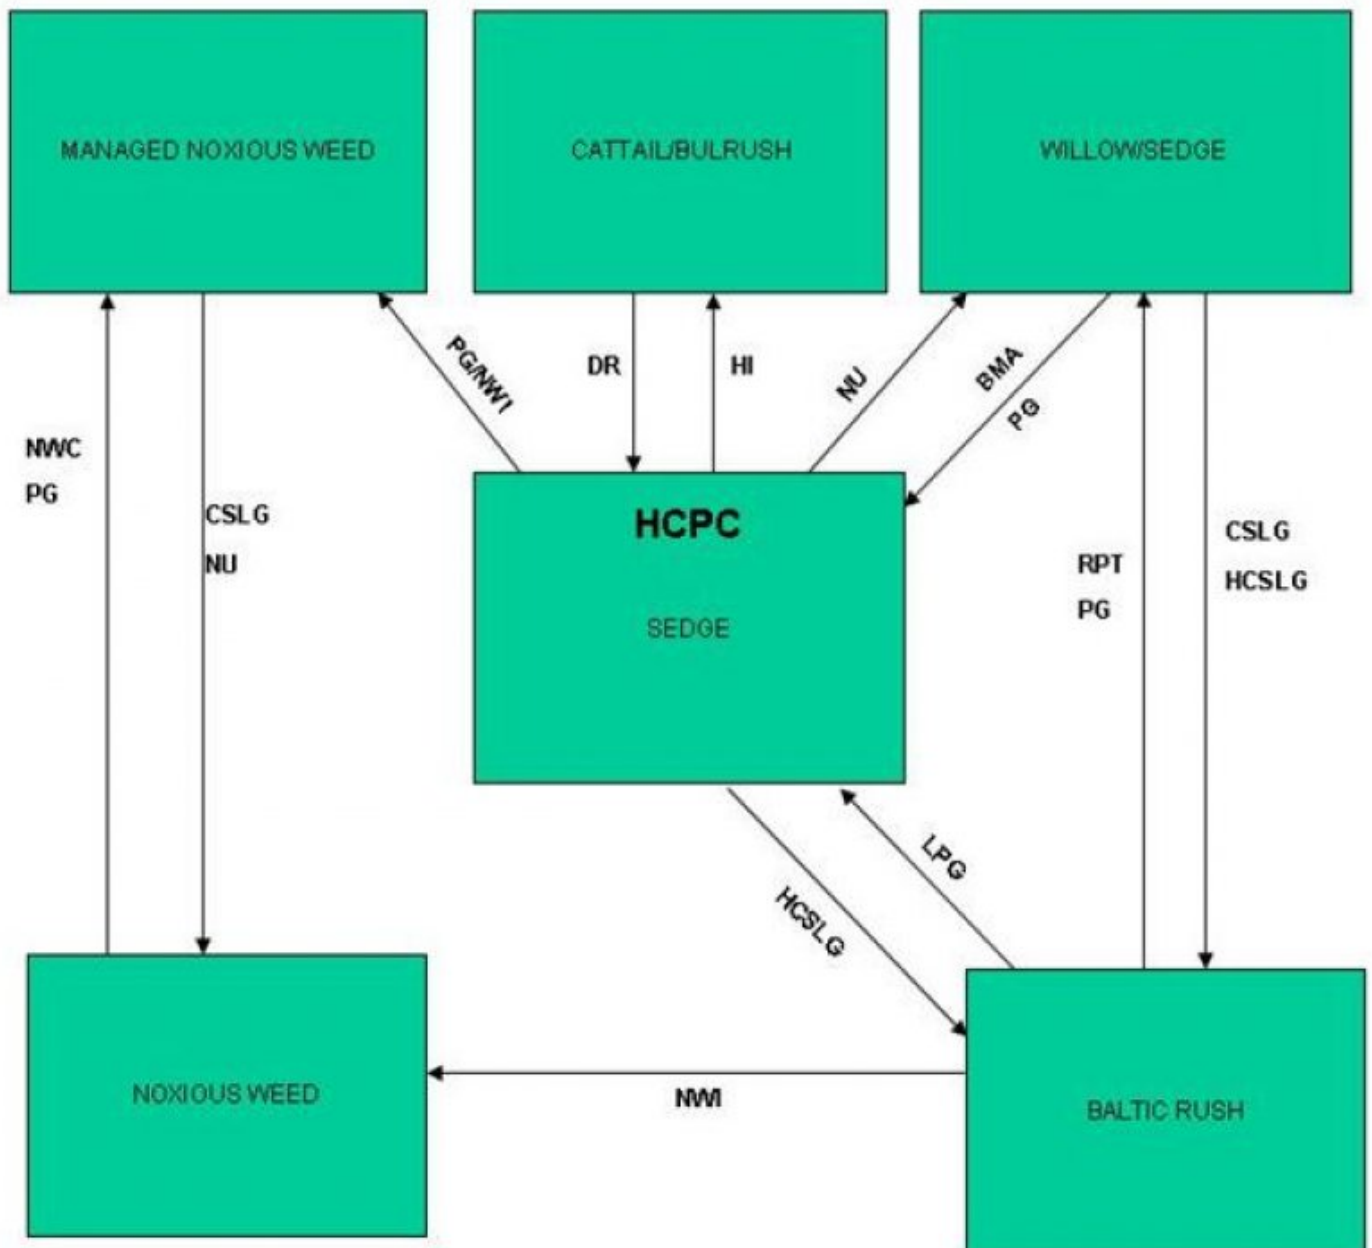 MANAGED NOXIOUS WEED
CATTAIL/BULRUSH
WILLOW/SEDGE
PG/NWI
DR
HI
NU
BMA
PG
NWC
PG
CSLG
NU
HCPC
SEDGE
RPT
PG
CSLG
HCSLG
LPG
HCSLG
NOXIOUS WEED
NWI
BALTIC RUSH